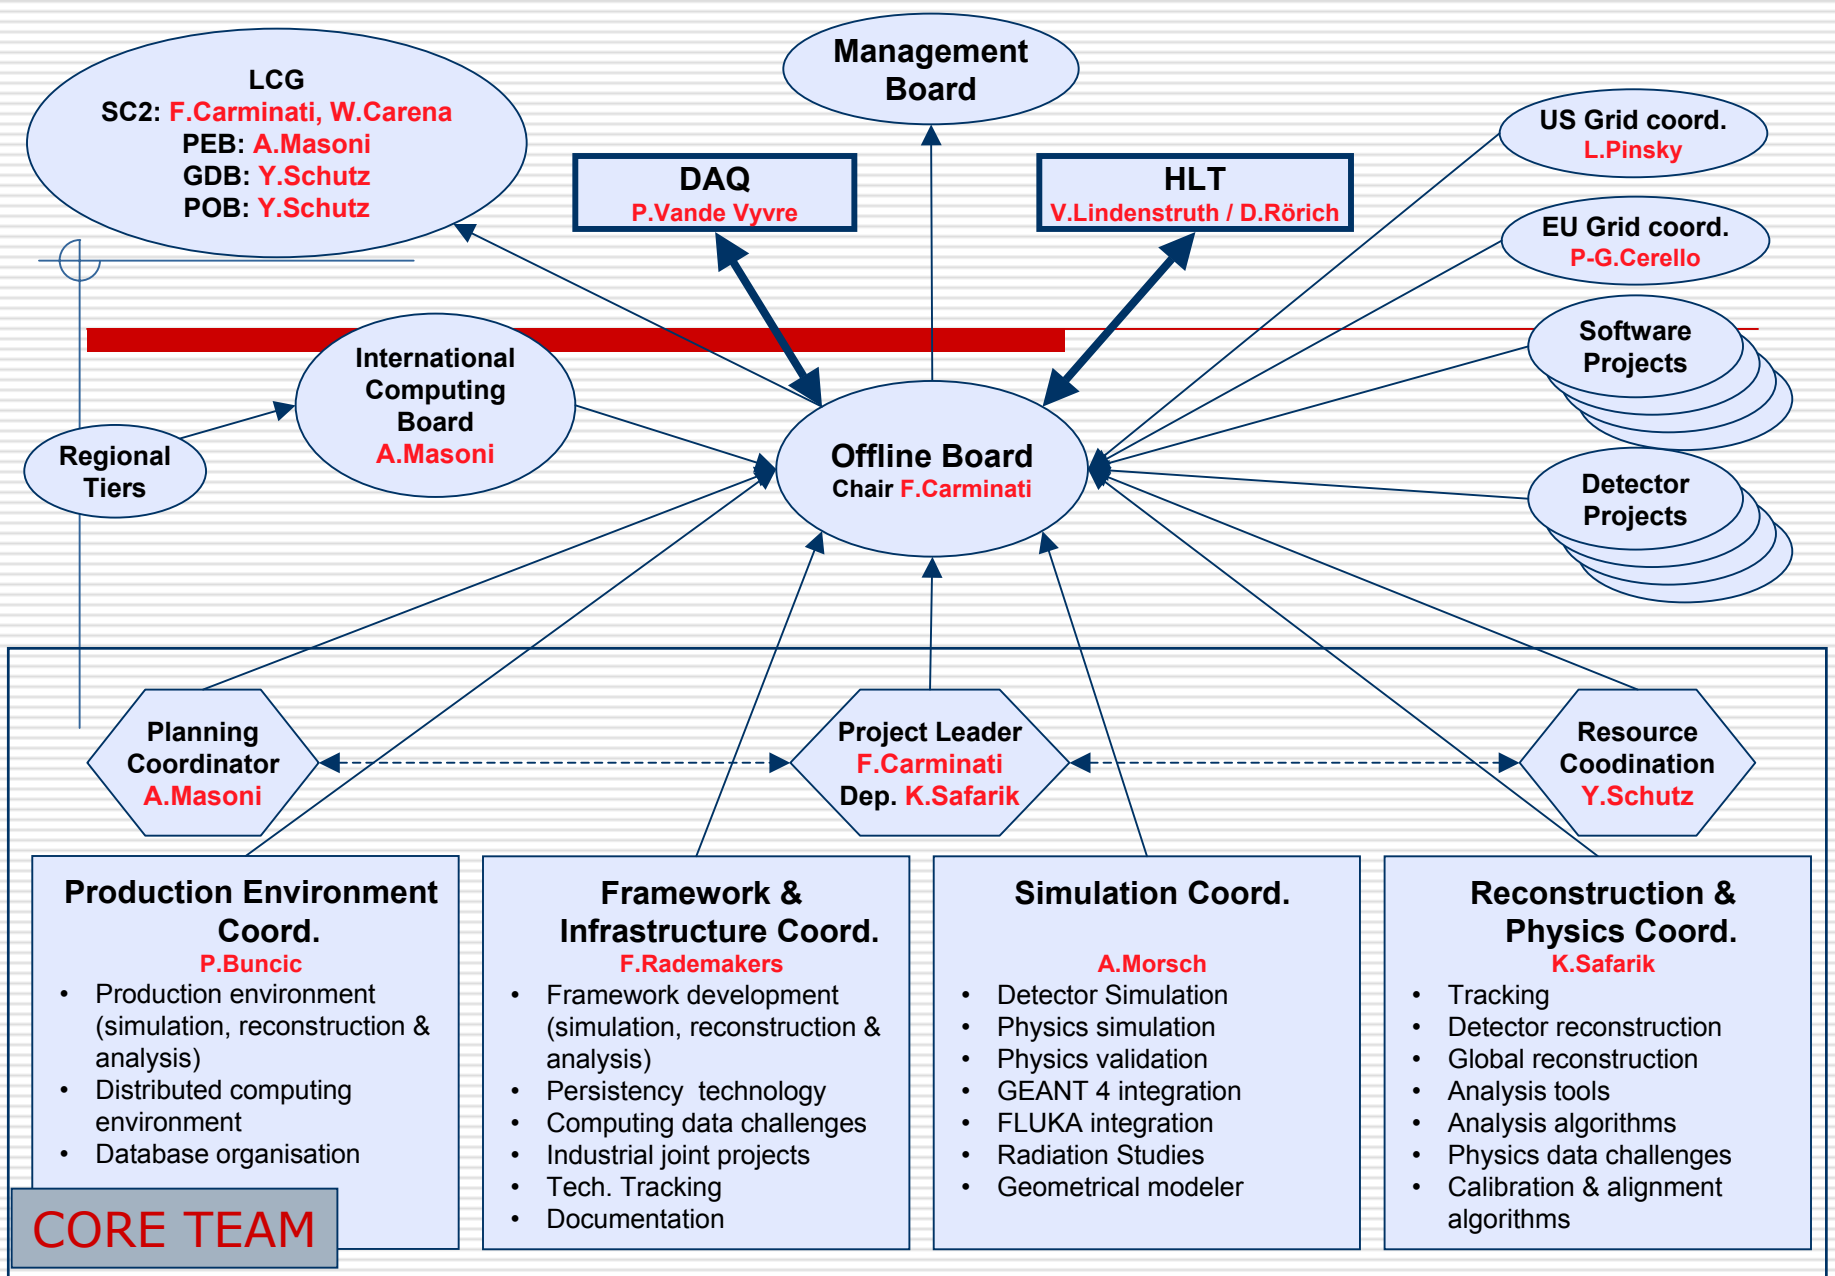 LCG
SC2: F.Carminati, W.Carena
PEB: A.Masoni
GDB: Y.Schutz
POB: Y.Schutz
Management
Board
DAQ
P.Vande Vyvre
HLT
V.Lindenstruth / D.Rörich
US Grid coord.
L.Pinsky
EU Grid coord.
P-G.Cerello
Software
Projects
Detector
Projects
International
Computing
Board
A.Masoni
Regional
Tiers
Offline Board
Chair F.Carminati
Planning
Coordinator
A.Masoni
Project Leader
F.Carminati
Dep. K.Safarik
Resource
Coodination
Y.Schutz
Production Environment
Coord.
P.Buncic
• Production environment
(simulation, reconstruction &
analysis)
• Distributed computing
environment
• Database organisation
Framework &
Infrastructure Coord.
F.Rademakers
• Framework development
(simulation, reconstruction &
analysis)
• Persistency technology
• Computing data challenges
• Industrial joint projects
• Tech. Tracking
• Documentation
Simulation Coord.
A.Morsch
• Detector Simulation
• Physics simulation
• Physics validation
• GEANT 4 integration
• FLUKA integration
• Radiation Studies
• Geometrical modeler
Reconstruction &
Physics Coord.
K.Safarik
• Tracking
• Detector reconstruction
• Global reconstruction
• Analysis tools
• Analysis algorithms
• Physics data challenges
• Calibration & alignment
algorithms
CORE TEAM